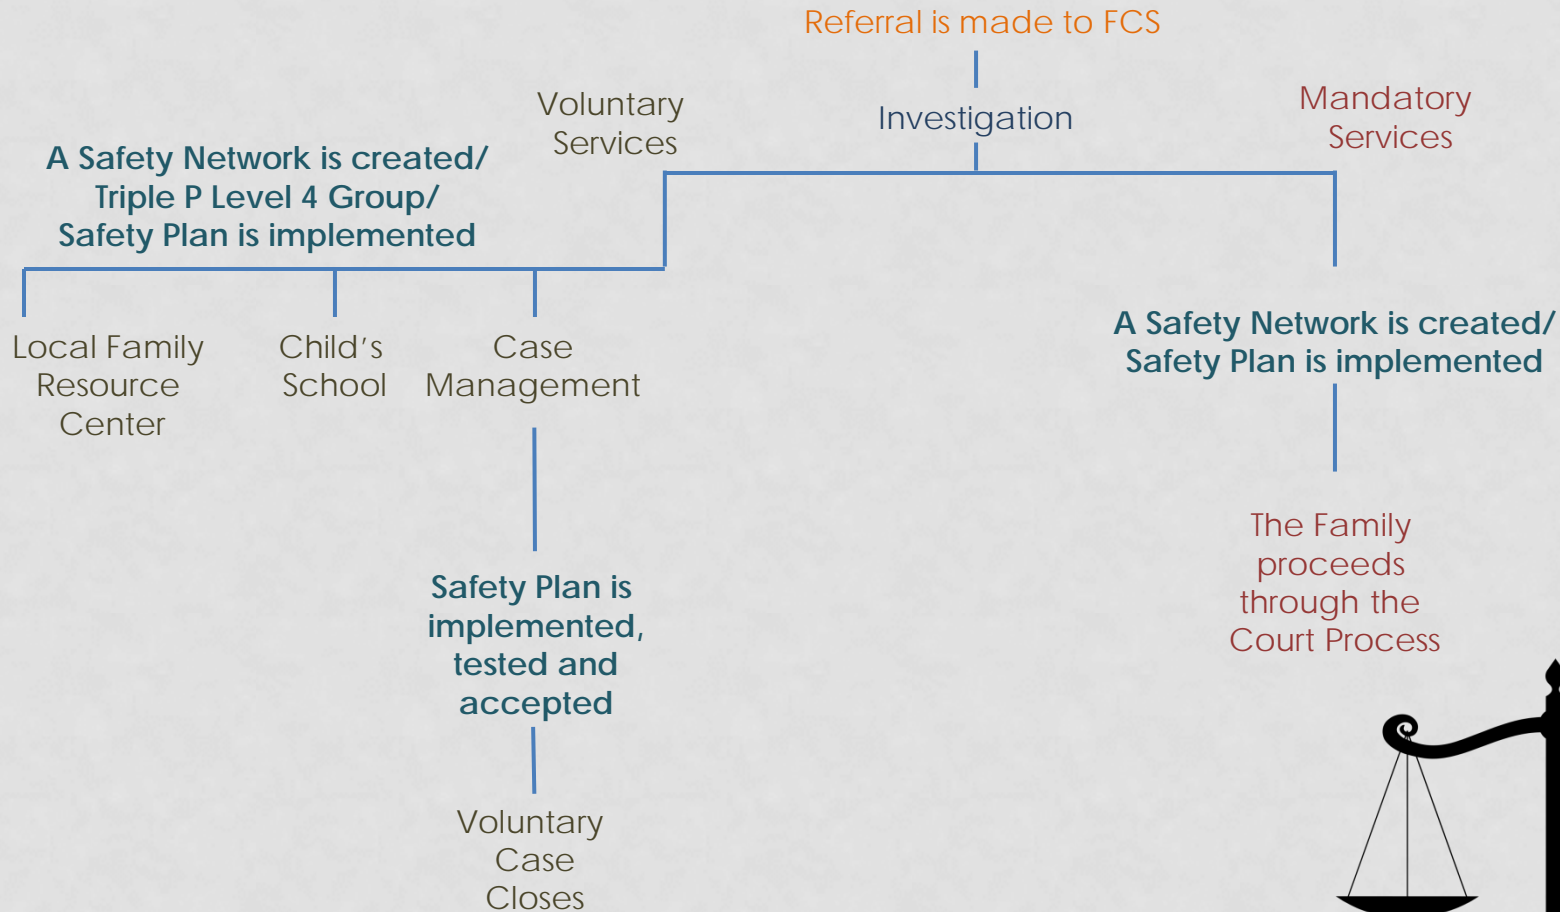 Referral is made to FCS
Voluntary
Services
Investigation
Mandatory
Services
A Safety Network is created/
Triple P Level 4 Group/
Safety Plan is implemented
Local Family
Resource
Center
Child’s
School
Case
Management
A Safety Network is created/
Safety Plan is implemented
Safety Plan is
implemented,
tested and
accepted
The Family
proceeds
through the
Court Process
Voluntary
Case
Closes